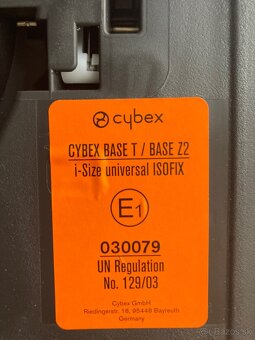 cybex
CYBEX BASE T / BASE Z2
i-Size universal ISOFIX
E1
030079
UN Regulation
No. 129/03
Cybex GmbH
Riedingerstr. 18, 95448 Bayreuth
Germany